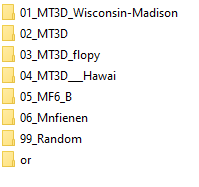 01_MT3D_Wisconsin-Madison
02_MT3D
03_MT3D_flopy
04_MT3D___Hawai
05_MF6_B
06_Mnfienen
99_Random
or